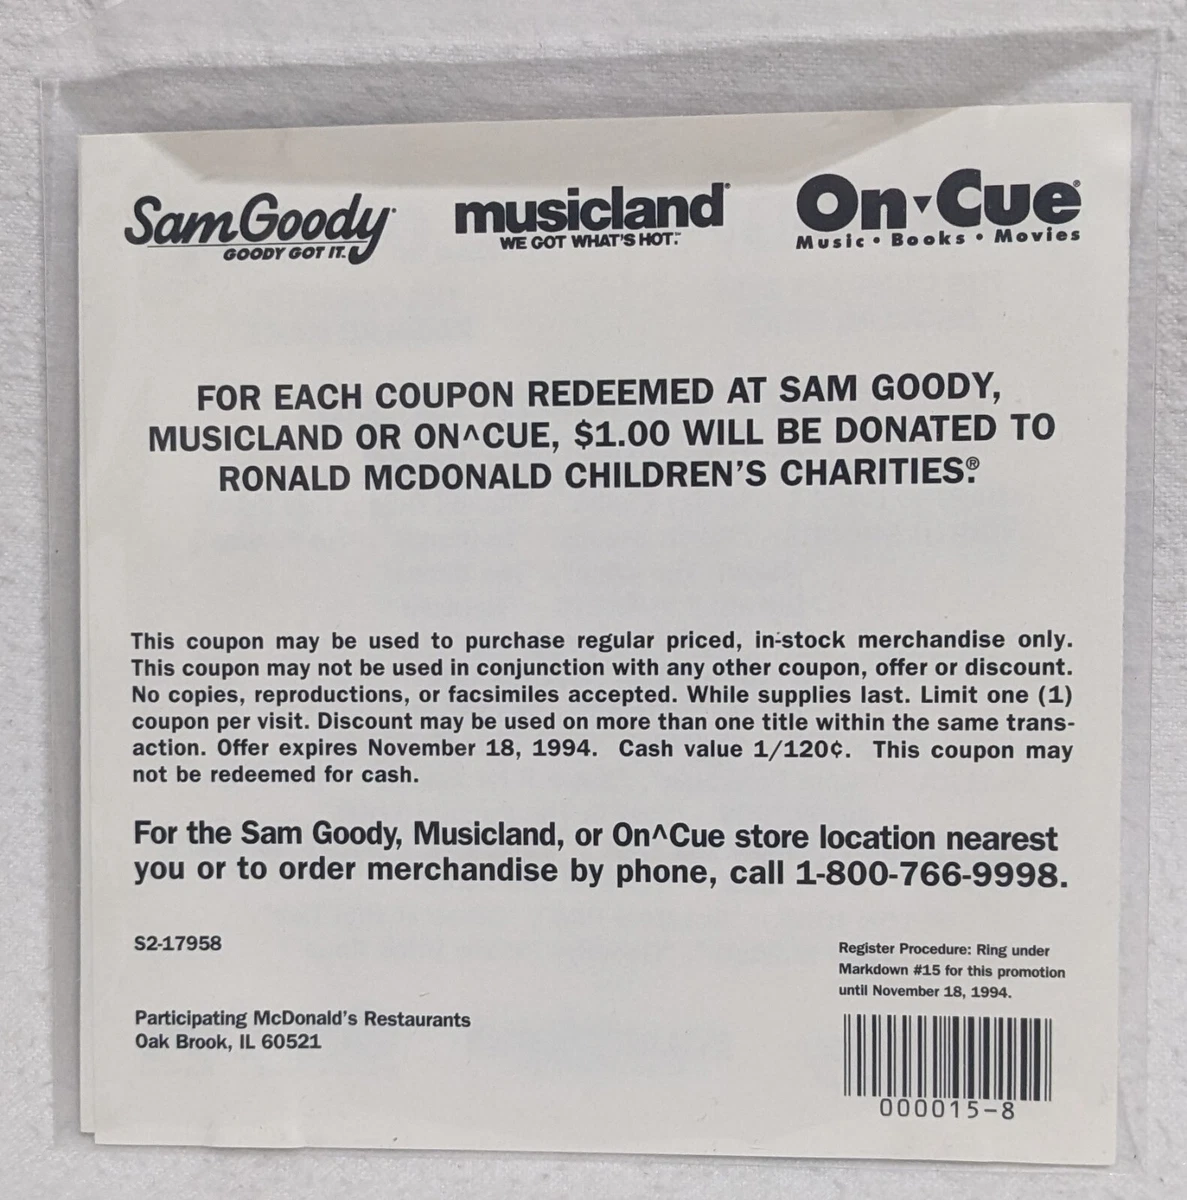 Sam Goody
GOODY GOT IT.
musicland®
WE GOT WHAT'S HOT.™
On▾Cue®
Music • Books • Movies
FOR EACH COUPON REDEEMED AT SAM GOODY,
MUSICLAND OR ON^CUE, $1.00 WILL BE DONATED TO
RONALD MCDONALD CHILDREN'S CHARITIES.®
This coupon may be used to purchase regular priced, in-stock merchandise only.
This coupon may not be used in conjunction with any other coupon, offer or discount.
No copies, reproductions, or facsimiles accepted. While supplies last. Limit one (1)
coupon per visit. Discount may be used on more than one title within the same trans-
action. Offer expires November 18, 1994. Cash value 1/120¢. This coupon may
not be redeemed for cash.
For the Sam Goody, Musicland, or On^Cue store location nearest
you or to order merchandise by phone, call 1-800-766-9998.
S2-17958
Register Procedure: Ring under
Markdown #15 for this promotion
until November 18, 1994.
Participating McDonald's Restaurants
Oak Brook, IL 60521
000015-8